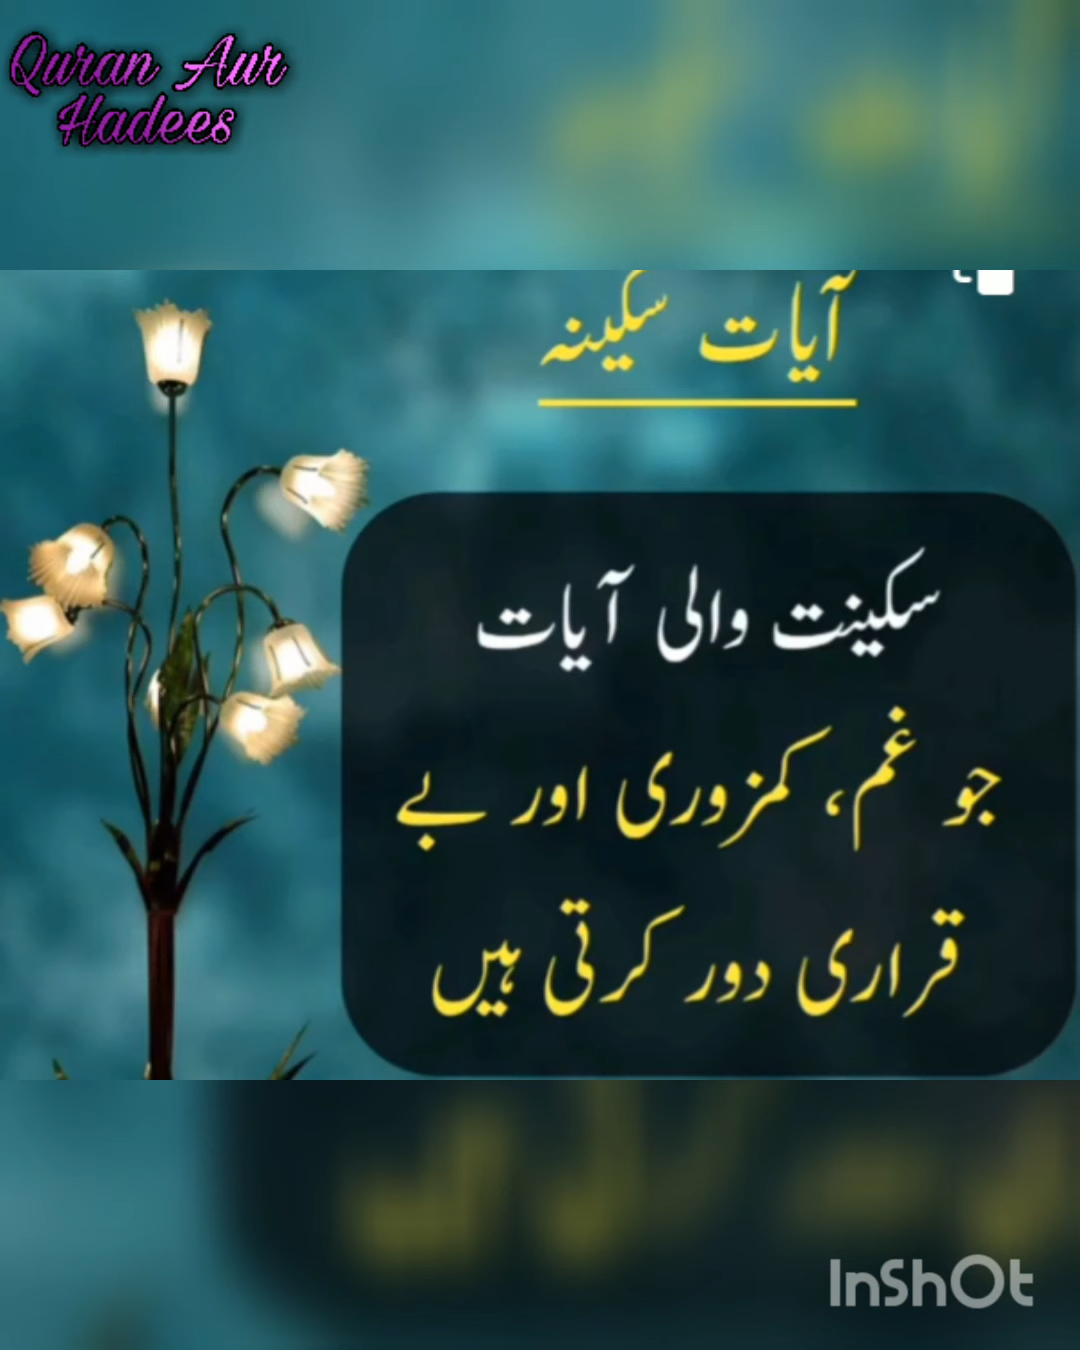 Quran Aur
Hadees
آیات سکینہ
سکینت والی آیات
جو غم، کمزوری اور بے
قراری دور کرتی ہیں
InShOt